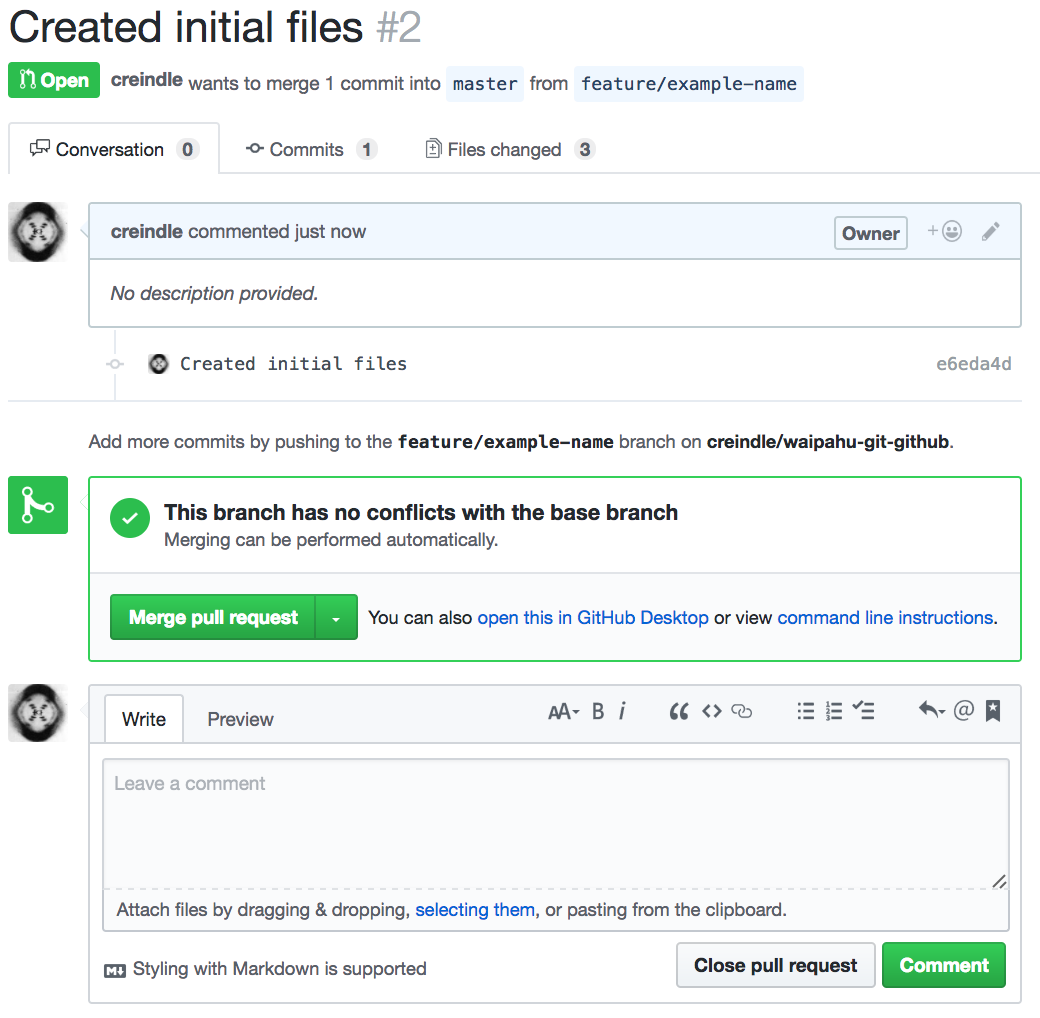 Created initial files #2
Open creindle wants to merge 1 commit into master from feature/example-name
Conversation 0 Commits 1 Files changed 3
creindle commented just now Owner
No description provided.
Created initial files e6eda4d
Add more commits by pushing to the feature/example-name branch on creindle/waipahu-git-github.
This branch has no conflicts with the base branch
Merging can be performed automatically.
Merge pull request You can also open this in GitHub Desktop or view command line instructions.
Write Preview AA B i
Leave a comment
Attach files by dragging & dropping, selecting them, or pasting from the clipboard.
Styling with Markdown is supported Close pull request Comment